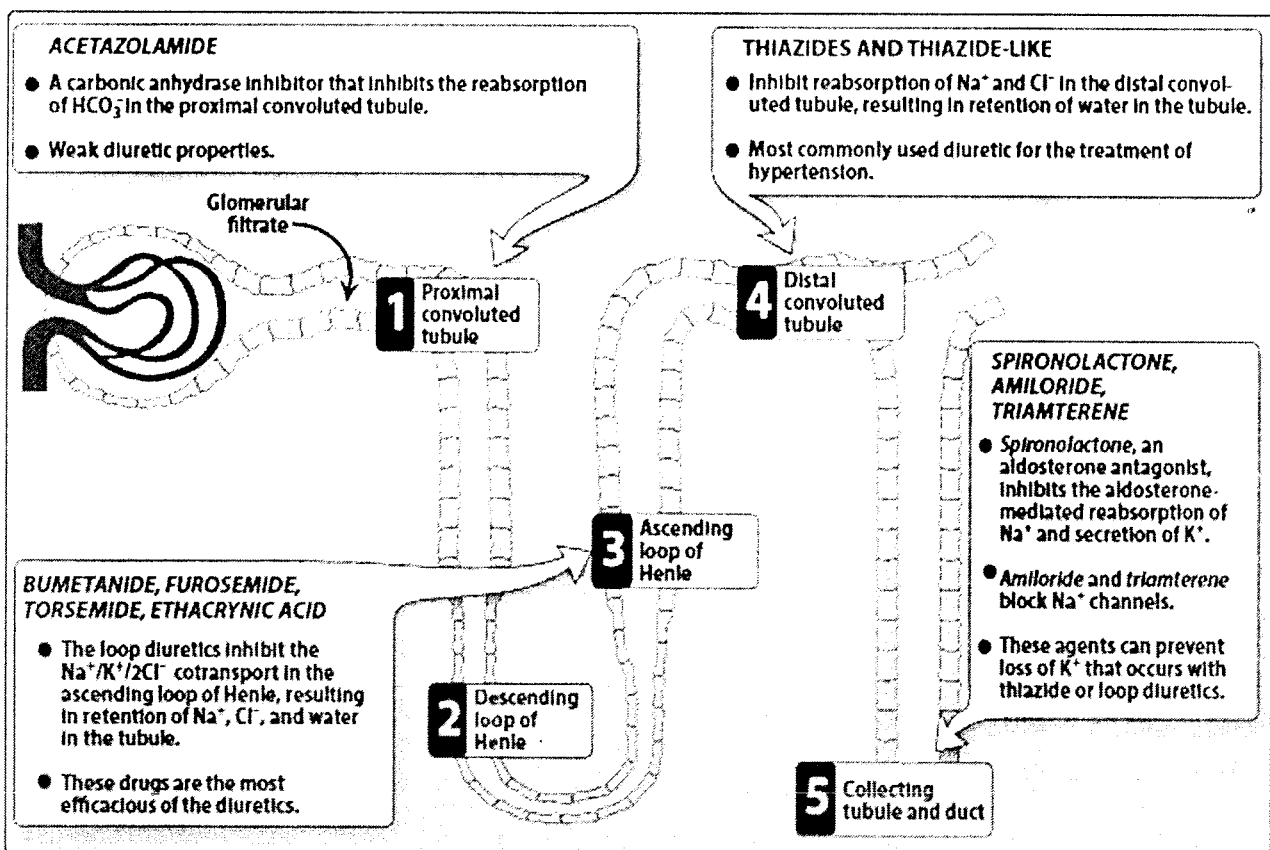 ACETAZOLAMIDE
● A carbonic anhydrase inhibitor that inhibits the reabsorption
of HCO₃⁻ in the proximal convoluted tubule.
● Weak diuretic properties.
THIAZIDES AND THIAZIDE-LIKE
● Inhibit reabsorption of Na⁺ and Cl⁻ in the distal convol-
uted tubule, resulting in retention of water in the tubule.
● Most commonly used diuretic for the treatment of
hypertension.
Glomerular
filtrate
1 Proximal
convoluted
tubule
4 Distal
convoluted
tubule
SPIRONOLACTONE,
AMILORIDE,
TRIAMTERENE
● Spironolactone, an
aldosterone antagonist,
inhibits the aldosterone-
mediated reabsorption of
Na⁺ and secretion of K⁺.
● Amiloride and triamterene
block Na⁺ channels.
● These agents can prevent
loss of K⁺ that occurs with
thiazide or loop diuretics.
3 Ascending
loop of
Henle
BUMETANIDE, FUROSEMIDE,
TORSEMIDE, ETHACRYNIC ACID
● The loop diuretics inhibit the
Na⁺/K⁺/2Cl⁻ cotransport in the
ascending loop of Henle, resulting
in retention of Na⁺, Cl⁻, and water
in the tubule.
● These drugs are the most
efficacious of the diuretics.
2 Descending
loop of
Henle
5 Collecting
tubule and duct